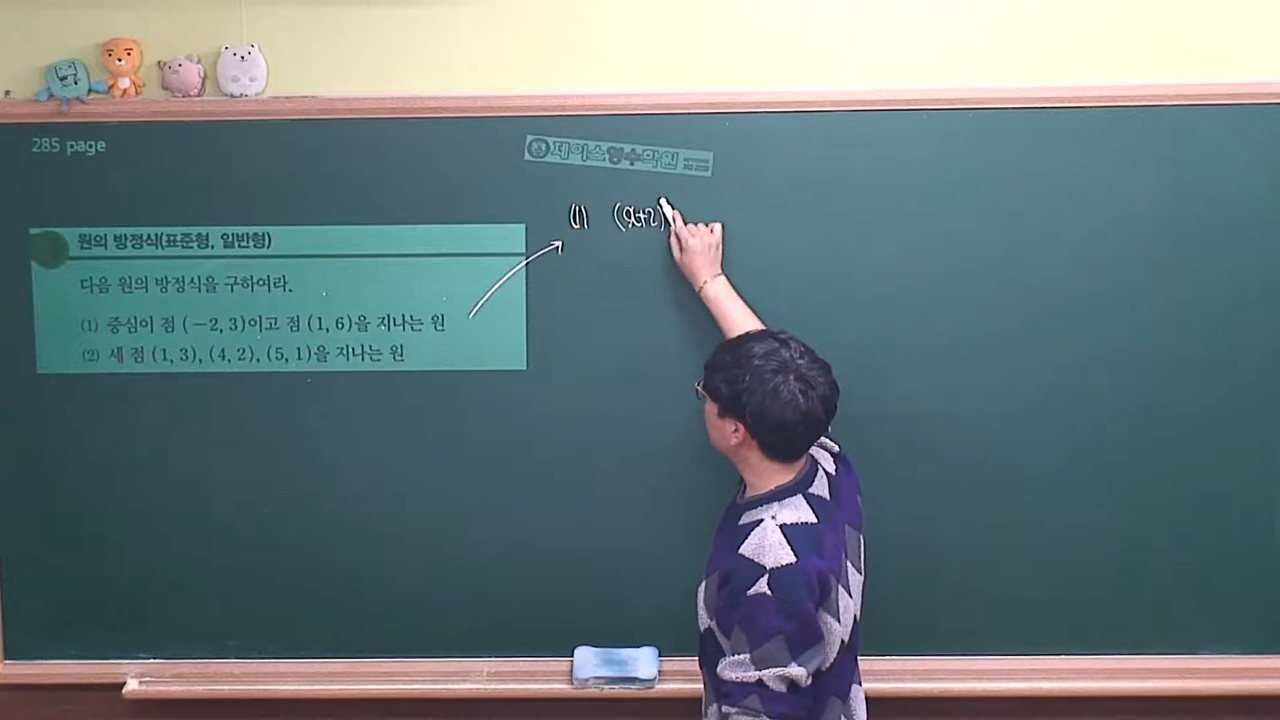 285 page
제이스영수학원
원의 방정식(표준형, 일반형)
다음 원의 방정식을 구하여라.
(1) 중심이 점 (−2, 3)이고 점 (1, 6)을 지나는 원
(2) 세 점 (1, 3), (4, 2), (5, 1)을 지나는 원
(1) (x+2)